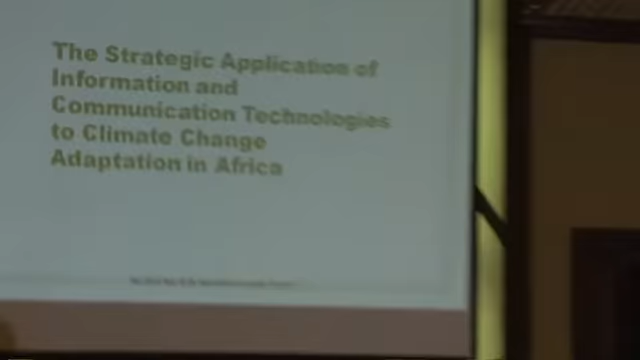 The Strategic Application of
Information and
Communication Technologies
to Climate Change
Adaptation in Africa